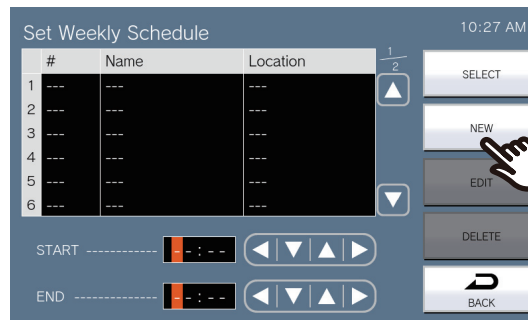 Set Weekly Schedule 10:27 AM
# Name Location 1/2
1 --- --- ---
2 --- --- ---
3 --- --- ---
4 --- --- ---
5 --- --- ---
6 --- --- ---
START ------------ --:--
END -------------- --:--
SELECT
NEW
EDIT
DELETE
BACK